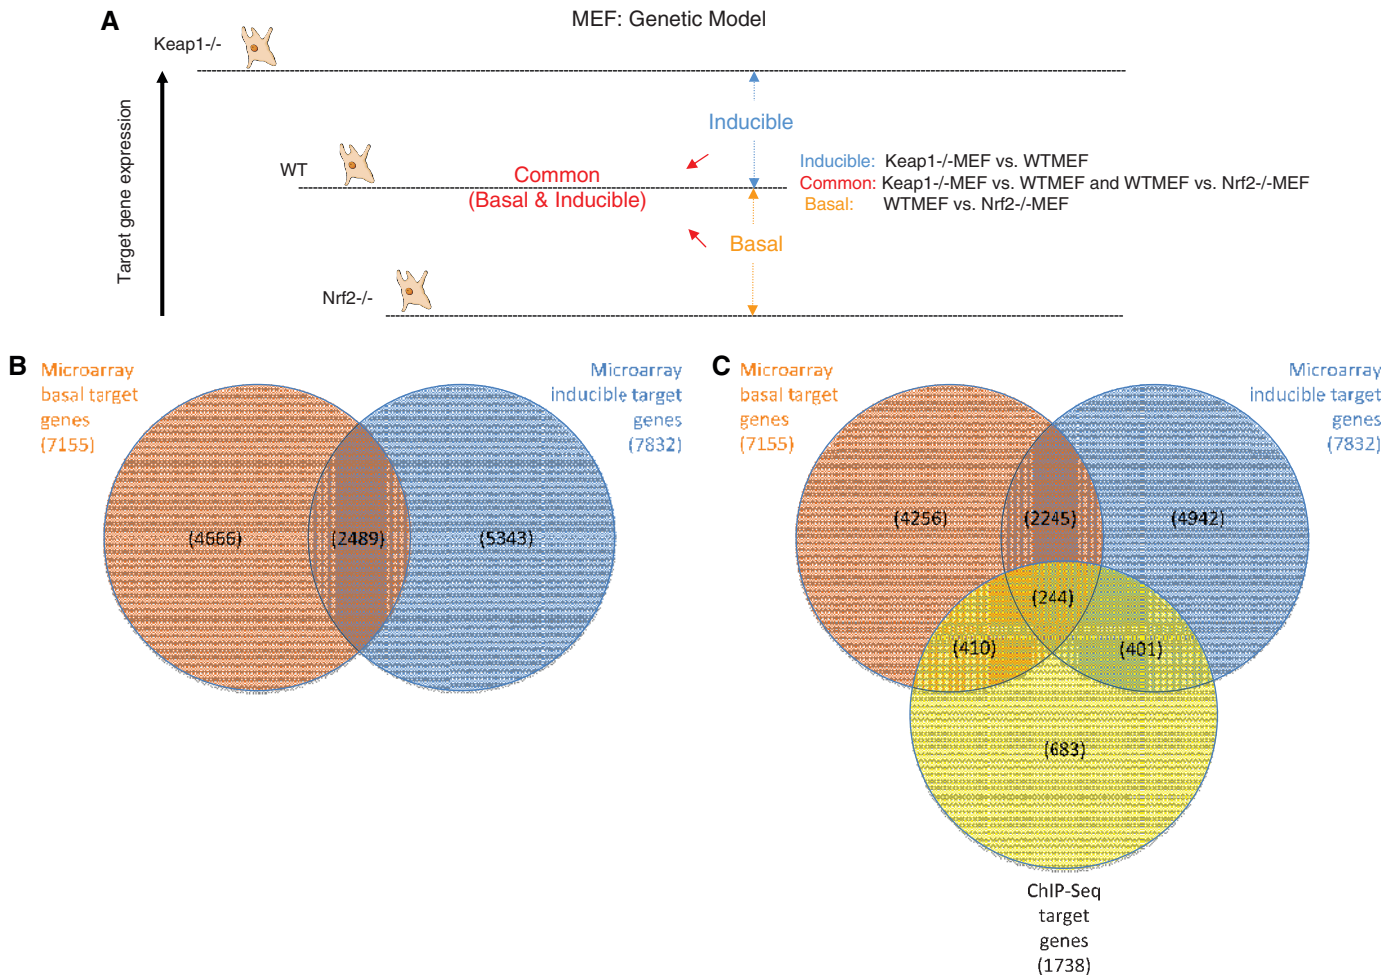 A
MEF: Genetic Model
Keap1-/-
Target gene expression
WT
Nrf2-/-
Common
(Basal & Inducible)
Inducible
Basal
Inducible: Keap1-/-MEF vs. WTMEF
Common: Keap1-/-MEF vs. WTMEF and WTMEF vs. Nrf2-/-MEF
Basal: WTMEF vs. Nrf2-/-MEF
B
Microarray
basal target
genes
(7155)
Microarray
inducible target
genes
(7832)
(4666)
(2489)
(5343)
C
Microarray
basal target
genes
(7155)
Microarray
inducible target
genes
(7832)
(4256)
(2245)
(4942)
(244)
(410)
(401)
(683)
ChIP-Seq
target
genes
(1738)